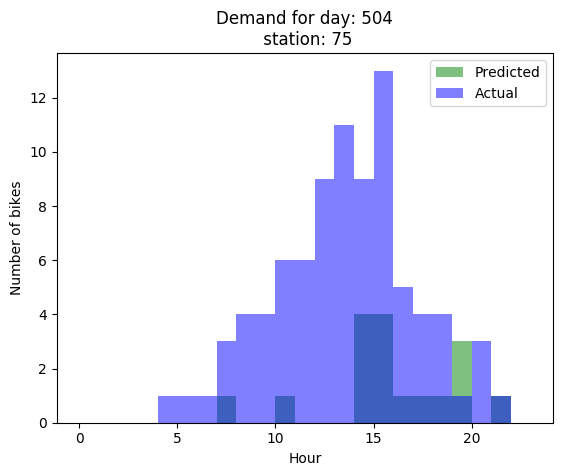 Demand for day: 504
station: 75
Predicted
Actual
Number of bikes
12
10
8
6
4
2
0
0
5
10
15
20
Hour